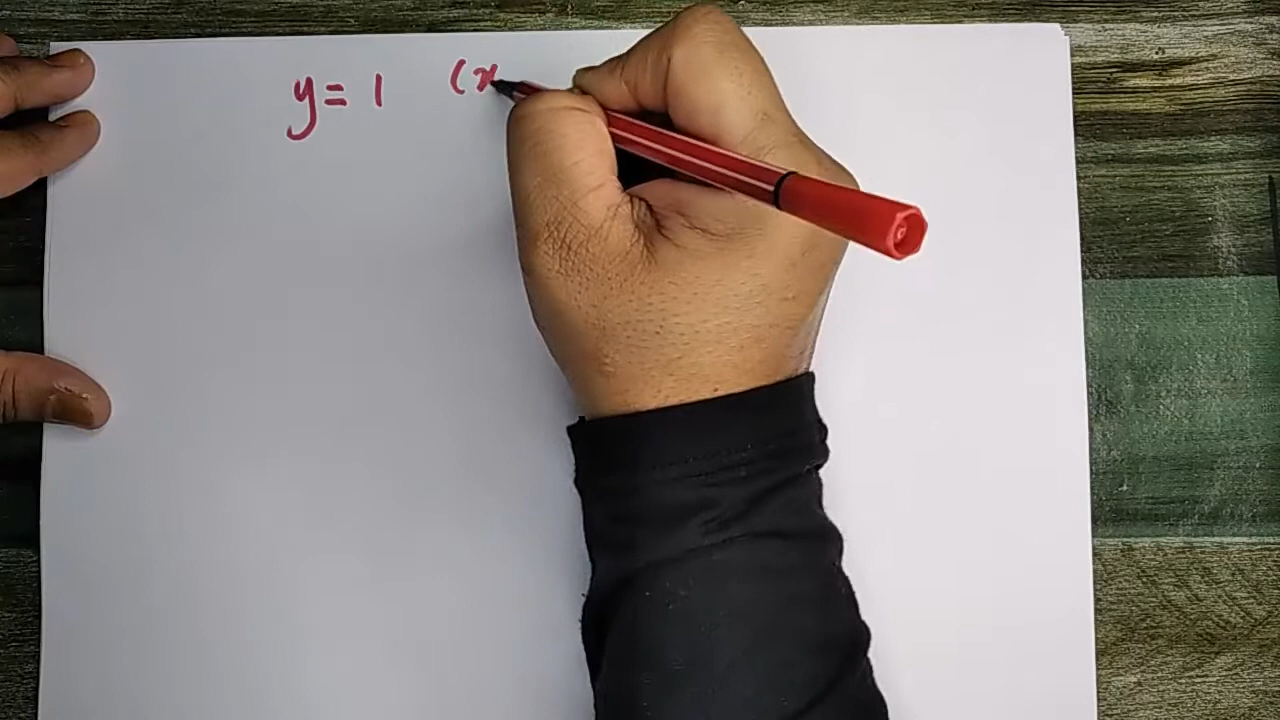 y = 1 (x